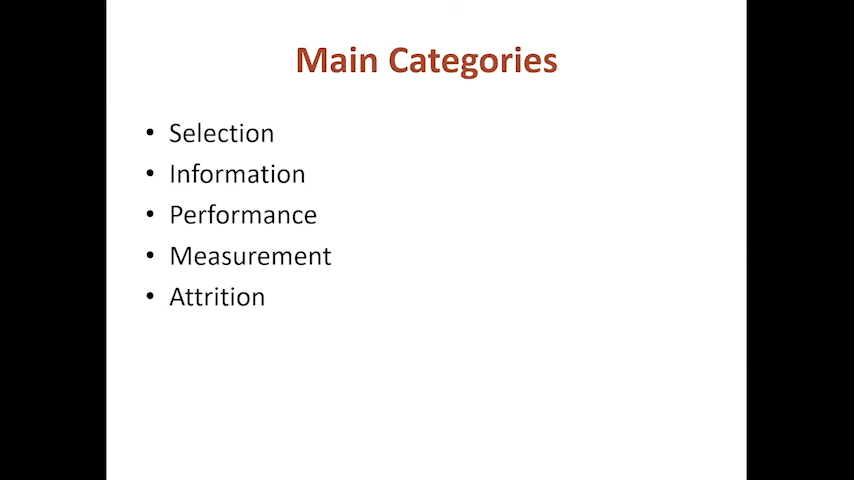 Main Categories
• Selection
• Information
• Performance
• Measurement
• Attrition